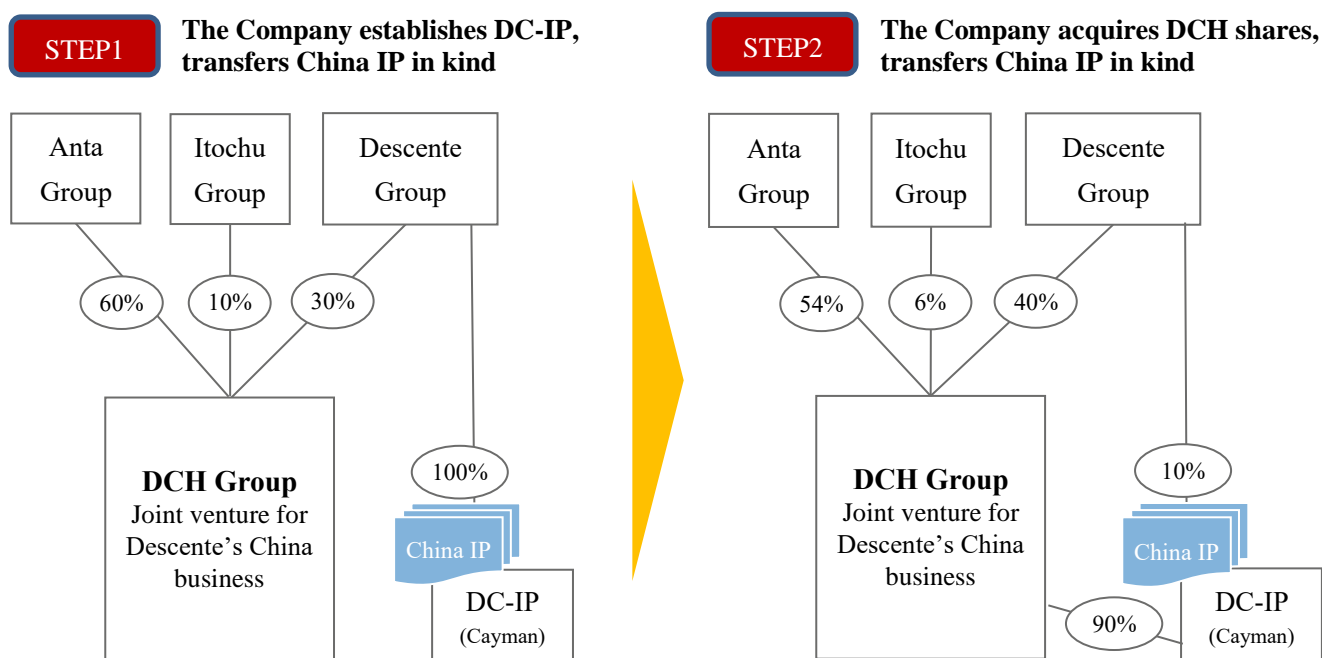 STEP1
The Company establishes DC-IP,
transfers China IP in kind
Anta
Group
Itochu
Group
Descente
Group
60%
10%
30%
100%
DCH Group
Joint venture for
Descente’s China
business
China IP
DC-IP
(Cayman)
STEP2
The Company acquires DCH shares,
transfers China IP in kind
Anta
Group
Itochu
Group
Descente
Group
54%
6%
40%
10%
DCH Group
Joint venture for
Descente’s China
business
China IP
90%
DC-IP
(Cayman)